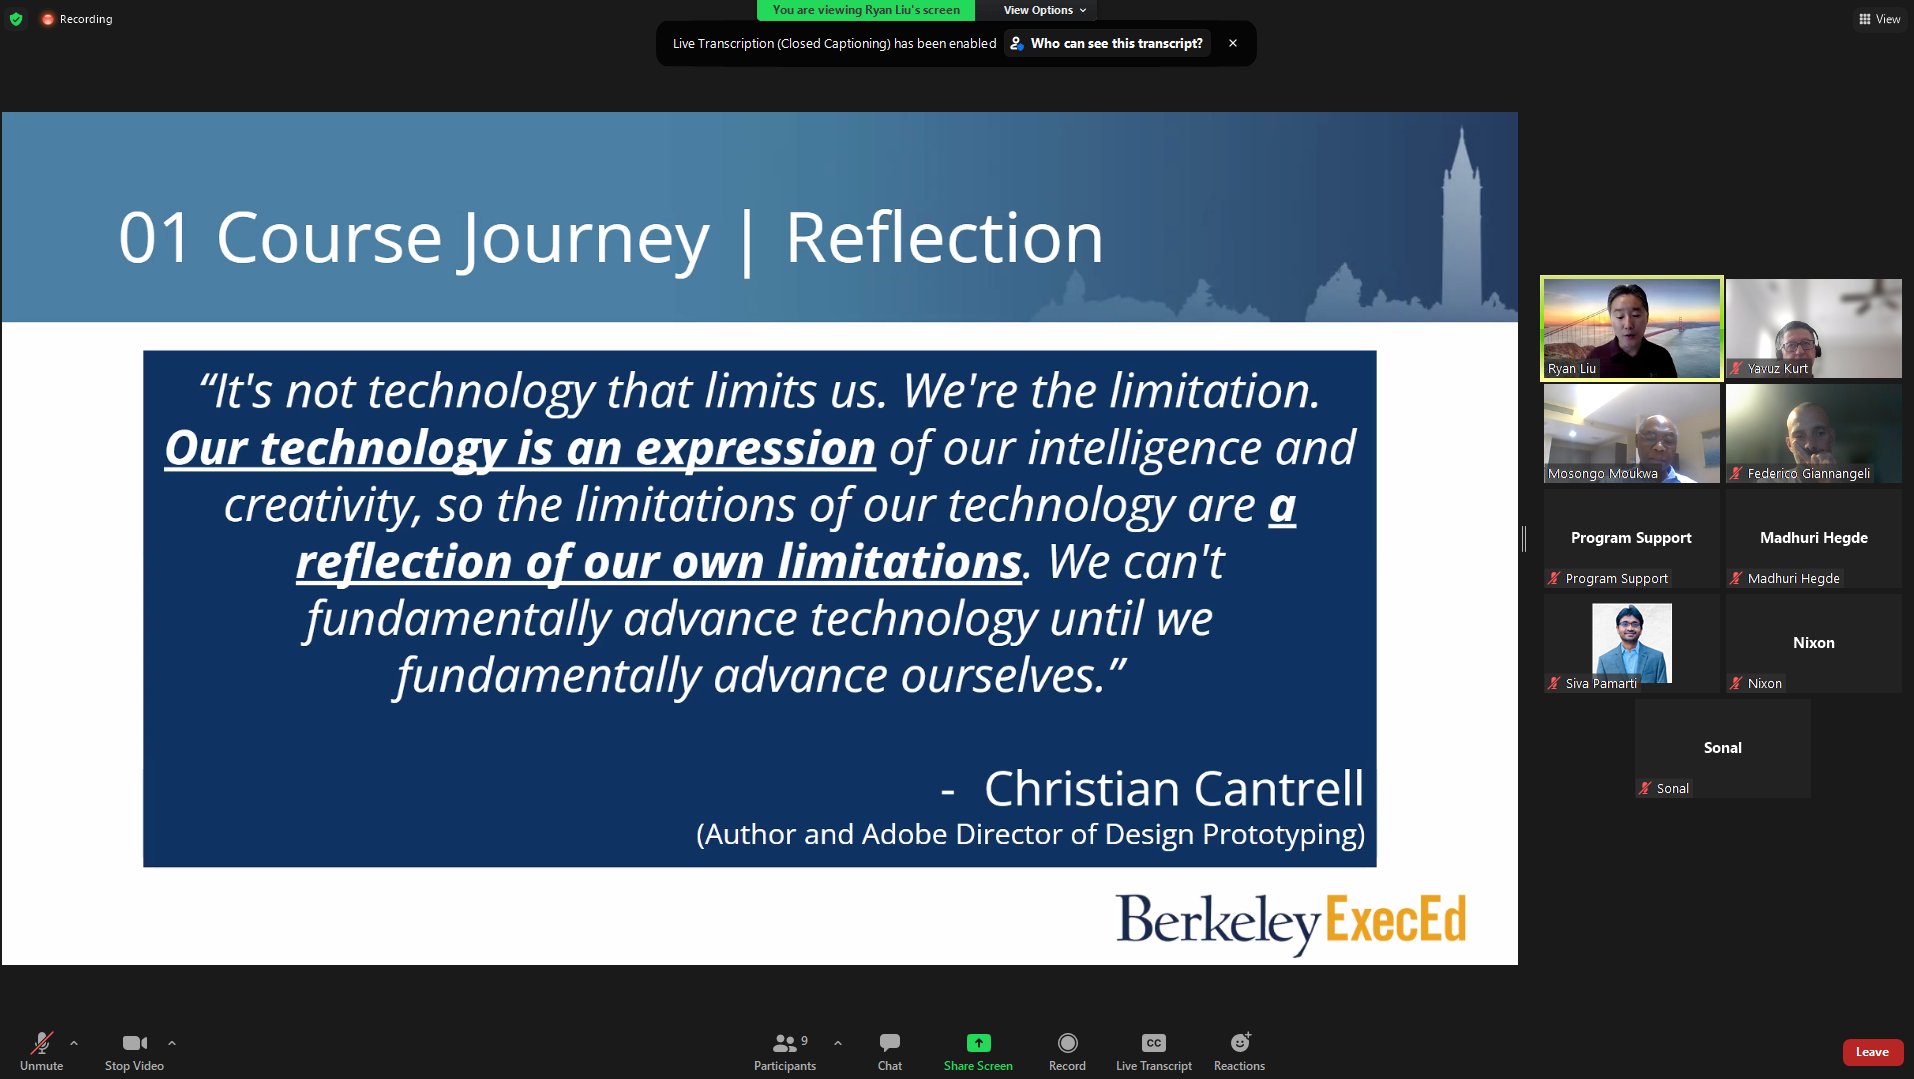 Recording
You are viewing Ryan Liu's screen
View Options
View
Live Transcription (Closed Captioning) has been enabled
Who can see this transcript?
01 Course Journey | Reflection
“It's not technology that limits us. We're the limitation.
Our technology is an expression of our intelligence and
creativity, so the limitations of our technology are a
reflection of our own limitations. We can't
fundamentally advance technology until we
fundamentally advance ourselves.”
- Christian Cantrell
(Author and Adobe Director of Design Prototyping)
Berkeley ExecEd
Ryan Liu
Yavuz Kurt
Mosongo Moukwa
Federico Giannangeli
Program Support
Program Support
Madhuri Hegde
Madhuri Hegde
Siva Pamarti
Nixon
Nixon
Sonal
Sonal
Unmute
Stop Video
9
Participants
Chat
Share Screen
Record
CC
Live Transcript
Reactions
Leave